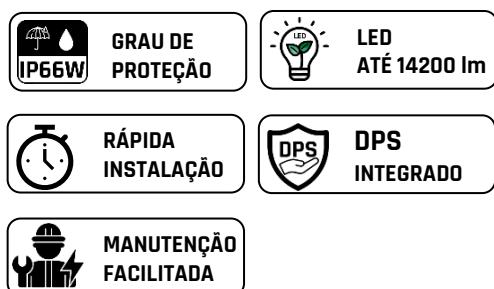 IP66W
GRAU DE
PROTEÇÃO
LED
LED
ATÉ 14200 lm
RÁPIDA
INSTALAÇÃO
DPS
DPS
INTEGRADO
MANUTENÇÃO
FACILITADA